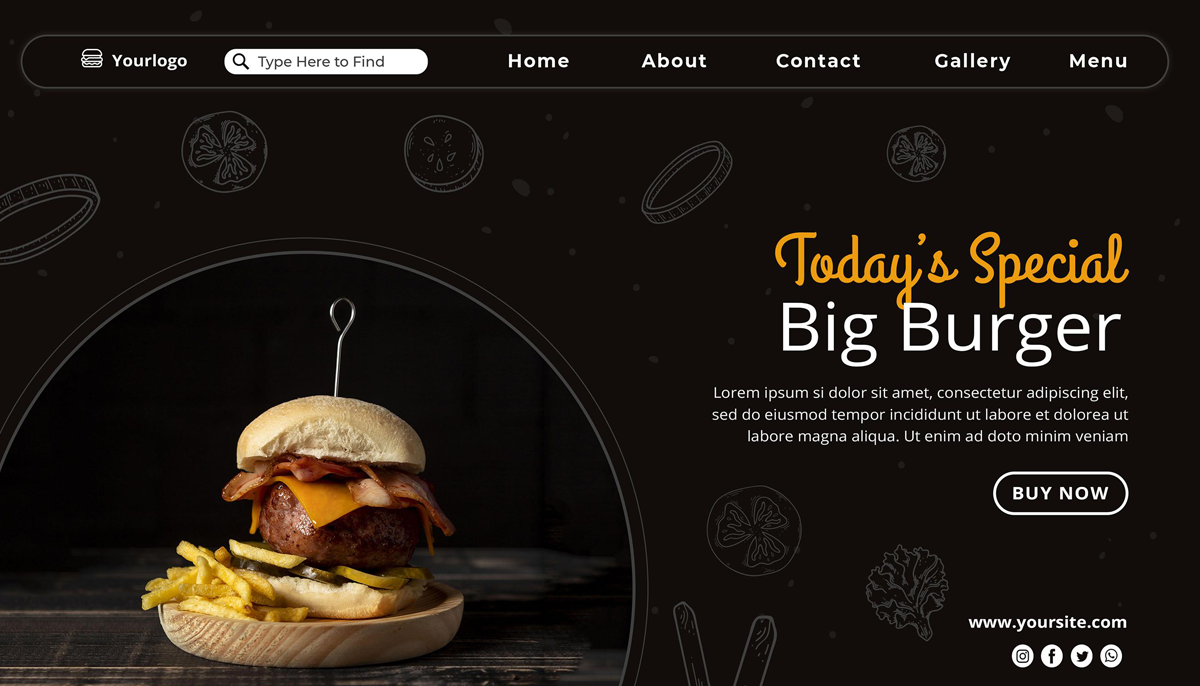 Yourlogo
Type Here to Find
Home
About
Contact
Gallery
Menu
Today's Special
Big Burger
Lorem ipsum si dolor sit amet, consectetur adipiscing elit,
sed do eiusmod tempor incididunt ut labore et dolorea ut
labore magna aliqua. Ut enim ad doto minim veniam
BUY NOW
www.yoursite.com